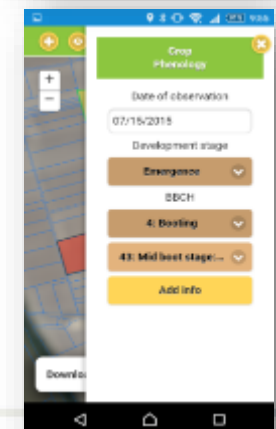 Crop
Phenology
Date of observation
07/15/2015
Development stage
Emergence
BBCH
4: Booting
43: Mid boot stage:...
Add info
+
-
Downlo